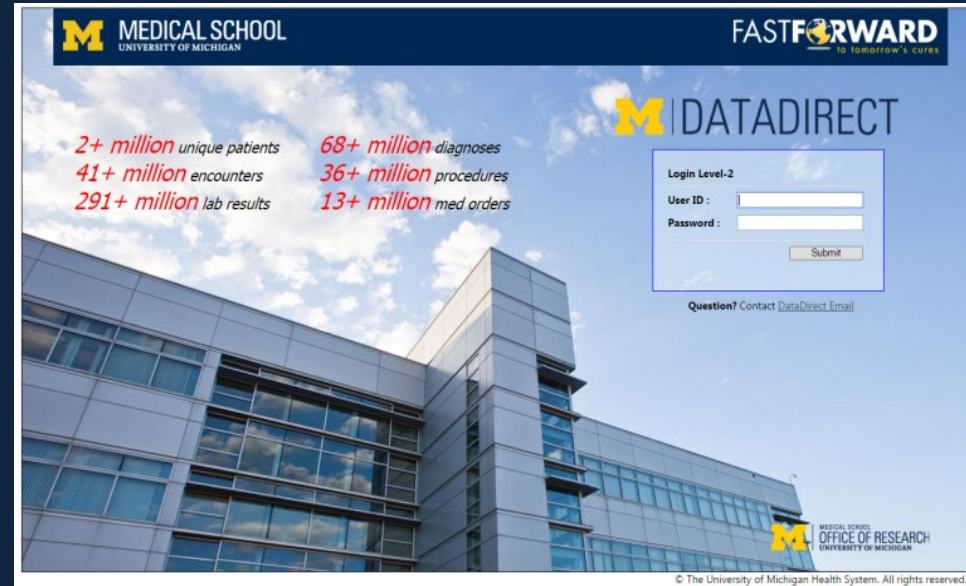 MEDICAL SCHOOL
UNIVERSITY OF MICHIGAN
FASTFORWARD
to tomorrow's cures
M | DATADIRECT
2+ million unique patients
68+ million diagnoses
41+ million encounters
36+ million procedures
291+ million lab results
13+ million med orders
Login Level-2
User ID :
Password :
Submit
Question? Contact DataDirect Email
MEDICAL SCHOOL
OFFICE OF RESEARCH
UNIVERSITY OF MICHIGAN
© The University of Michigan Health System. All rights reserved